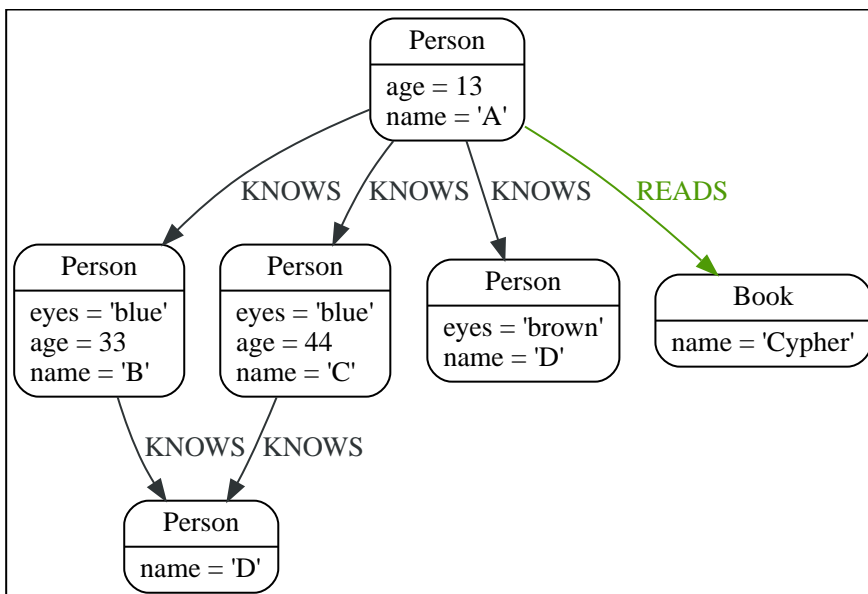 Person
age = 13
name = 'A'
KNOWS
KNOWS
KNOWS
READS
Person
eyes = 'blue'
age = 33
name = 'B'
Person
eyes = 'blue'
age = 44
name = 'C'
Person
eyes = 'brown'
name = 'D'
Book
name = 'Cypher'
KNOWS
KNOWS
Person
name = 'D'